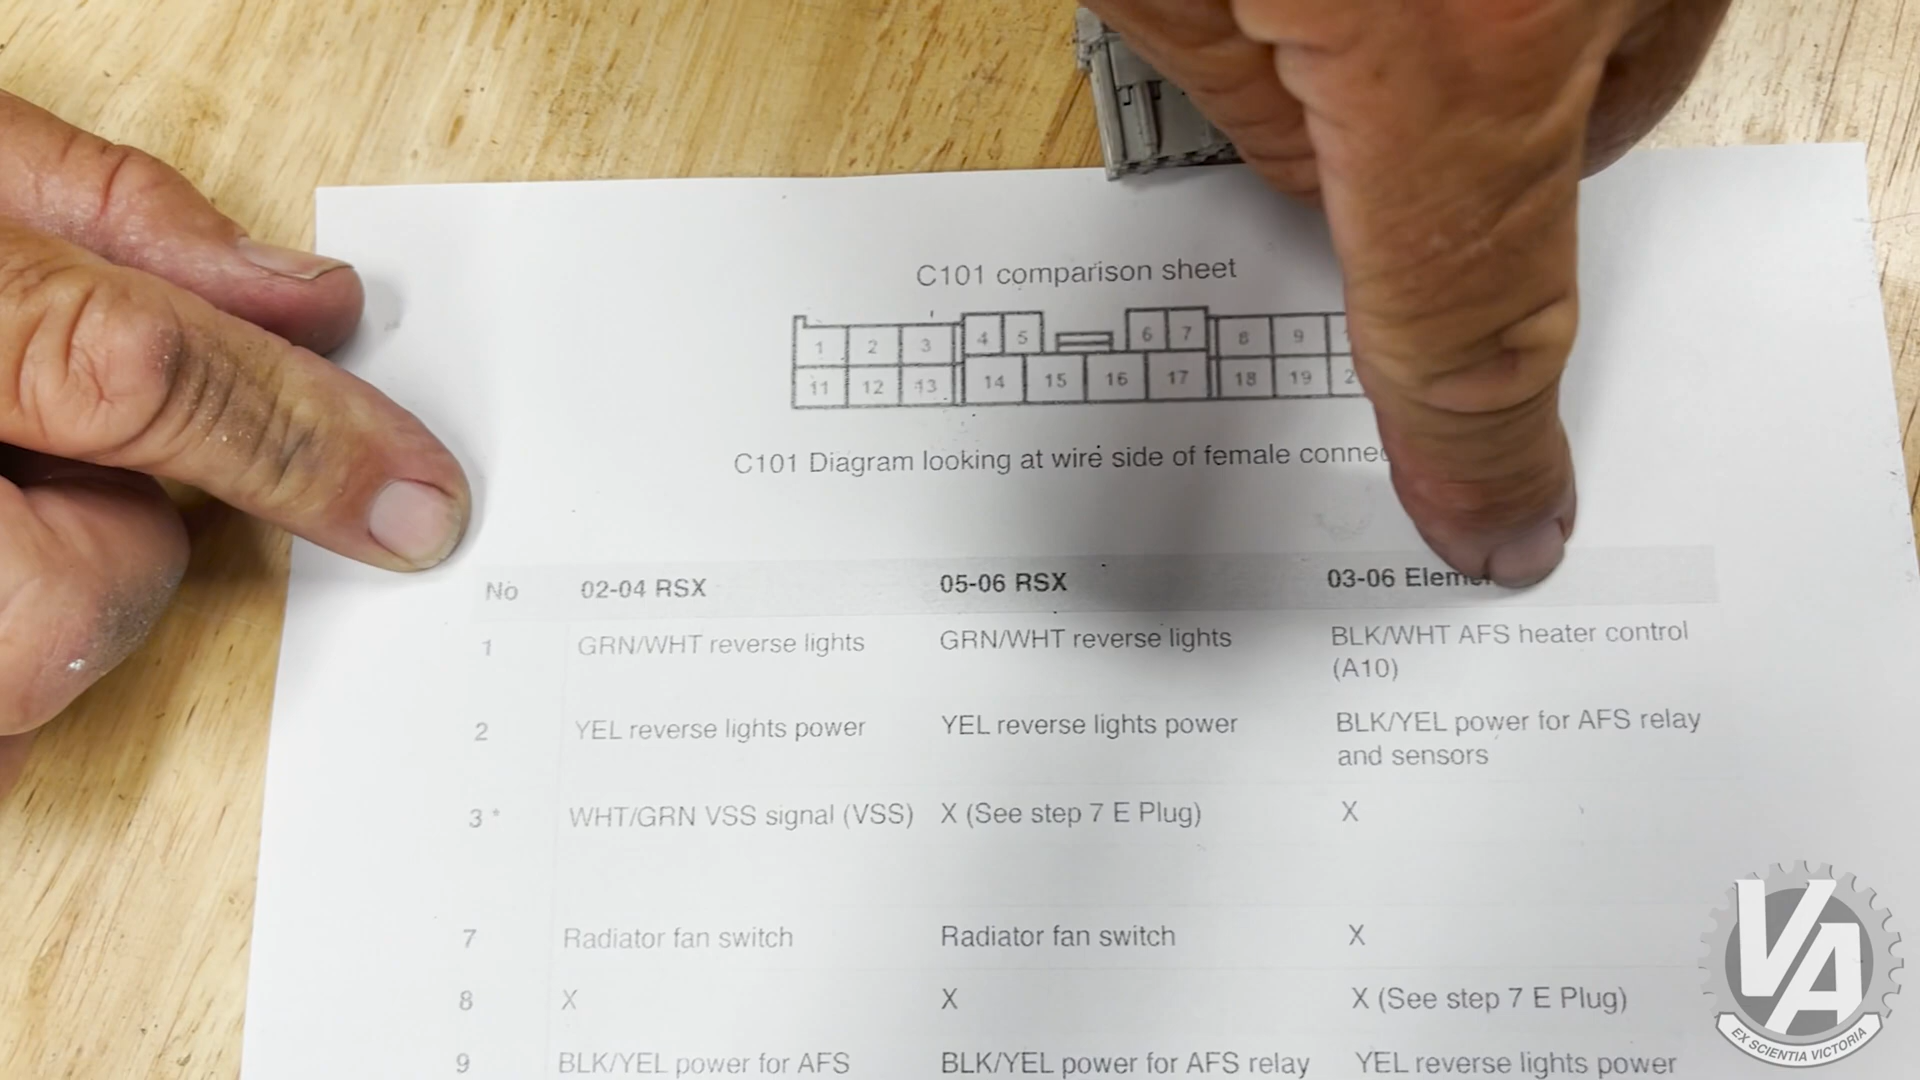 C101 comparison sheet
1 2 3 4 5 6 7 8 9
11 12 13 14 15 16 17 18 19
C101 Diagram looking at wire side of female
No 02-04 RSX 05-06 RSX 03-06
1 GRN/WHT reverse lights GRN/WHT reverse lights BLK/WHT AFS heater control
(A10)
2 YEL reverse lights power YEL reverse lights power BLK/YEL power for AFS relay
and sensors
3 * WHT/GRN VSS signal (VSS) X (See step 7 E Plug) X
7 Radiator fan switch Radiator fan switch X
8 X X X (See step 7 E Plug)
9 BLK/YEL power for AFS BLK/YEL power for AFS relay YEL reverse lights power
VA
EX SCIENTIA VICTORIA